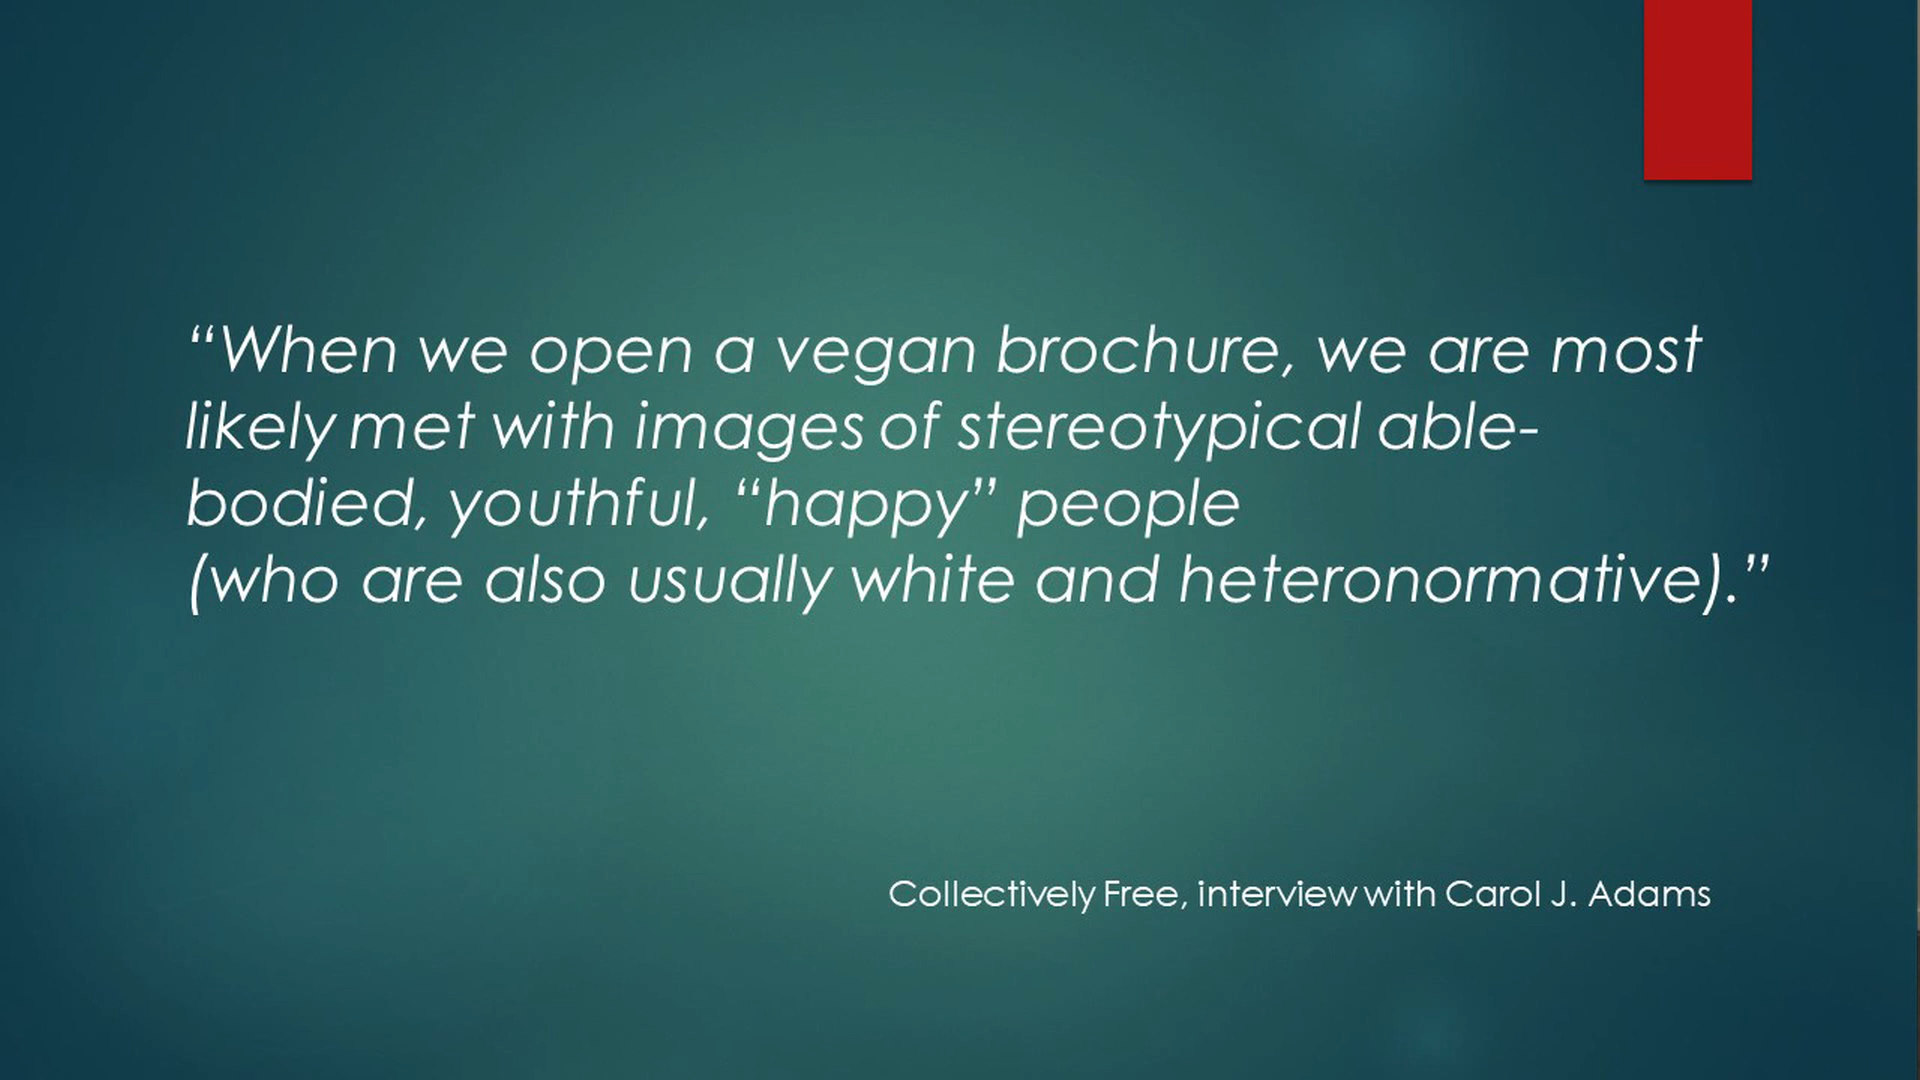 “When we open a vegan brochure, we are most
likely met with images of stereotypical able-
bodied, youthful, “happy” people
(who are also usually white and heteronormative).”
Collectively Free, interview with Carol J. Adams